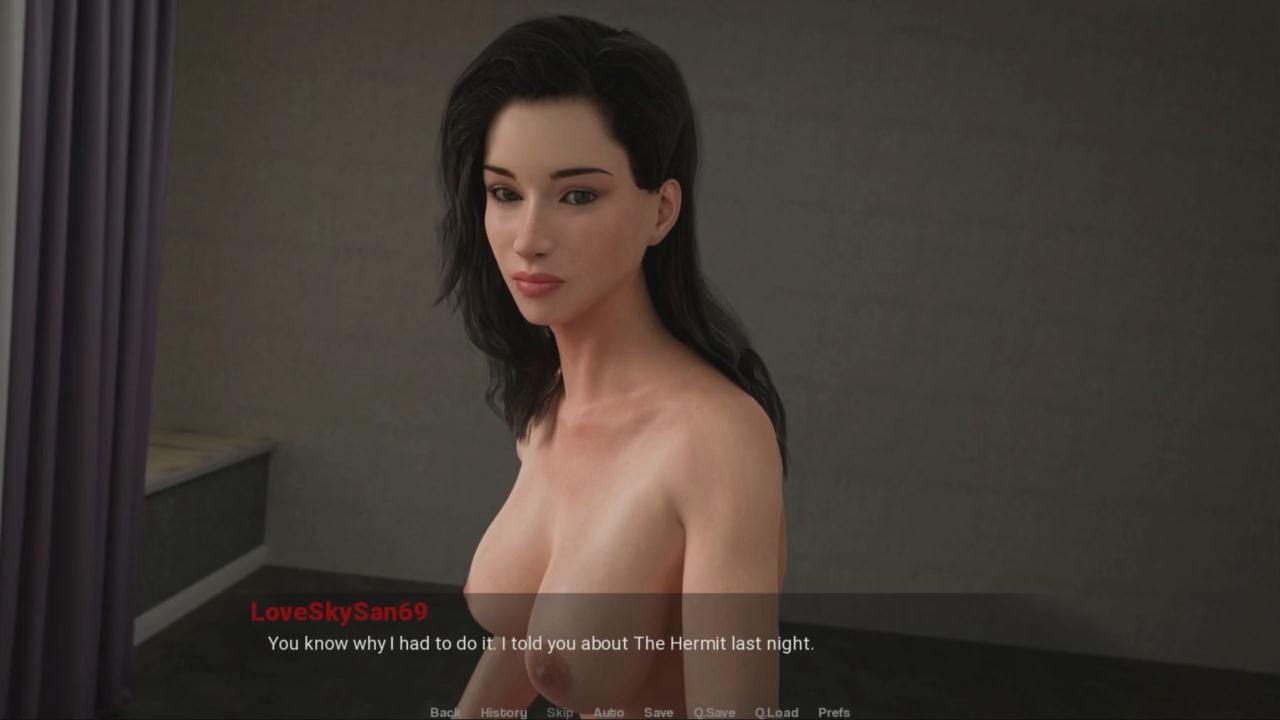 LoveSkySan69
You know why I had to do it. I told you about The Hermit last night.
Back History Skip Auto Save Q.Save Q.Load Prefs